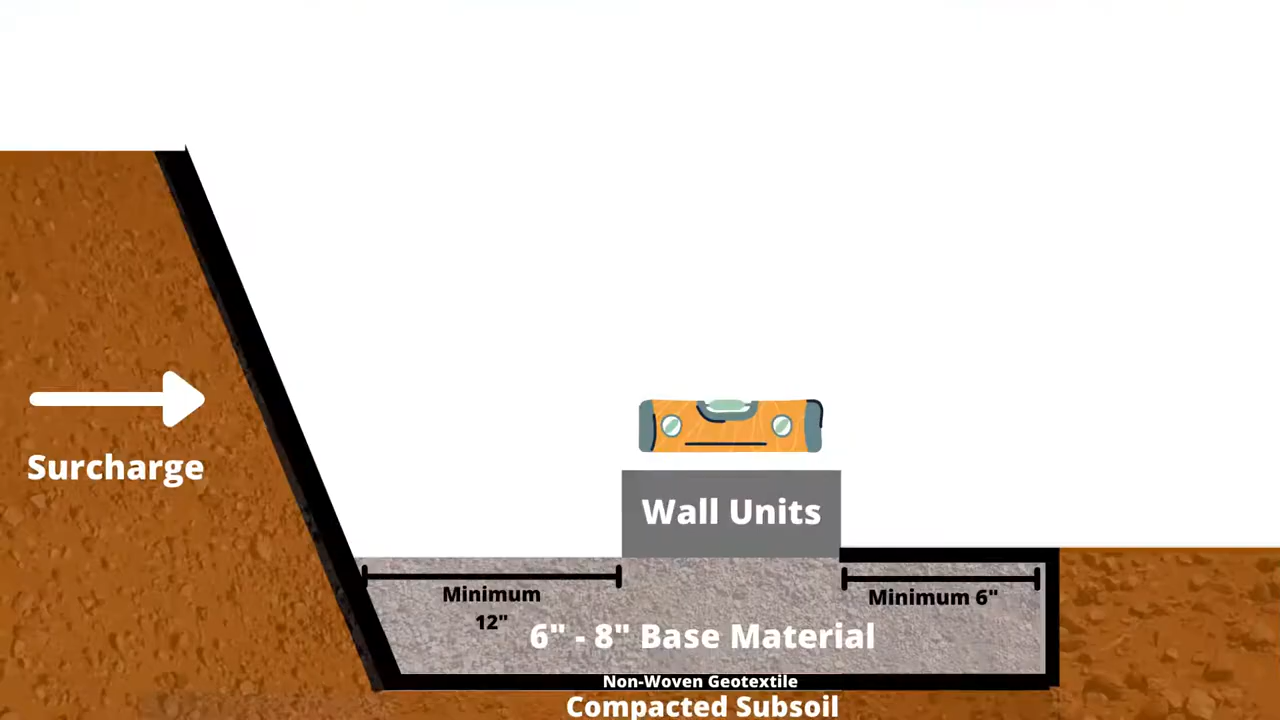 Surcharge
Wall Units
Minimum
12"
Minimum 6"
6" - 8" Base Material
Non-Woven Geotextile
Compacted Subsoil